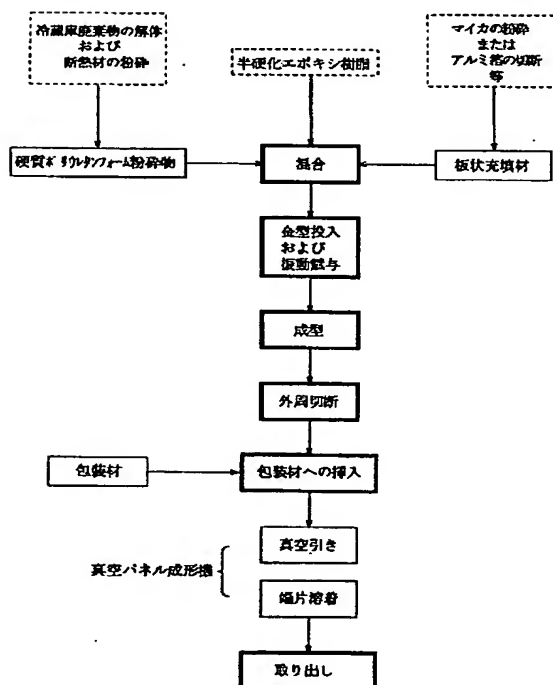 冷蔵庫廃棄物の解体
および
断熱材の粉砕
半硬化エポキシ樹脂
マイカの粉砕
または
アルミ箔の切断
等
硬質ポリウレタンフォーム粉砕物
混合
板状充填材
金型投入
および
振動賦与
成型
外周切断
包装材
包装材への挿入
真空引き
真空パネル成形機
端片溶着
取り出し